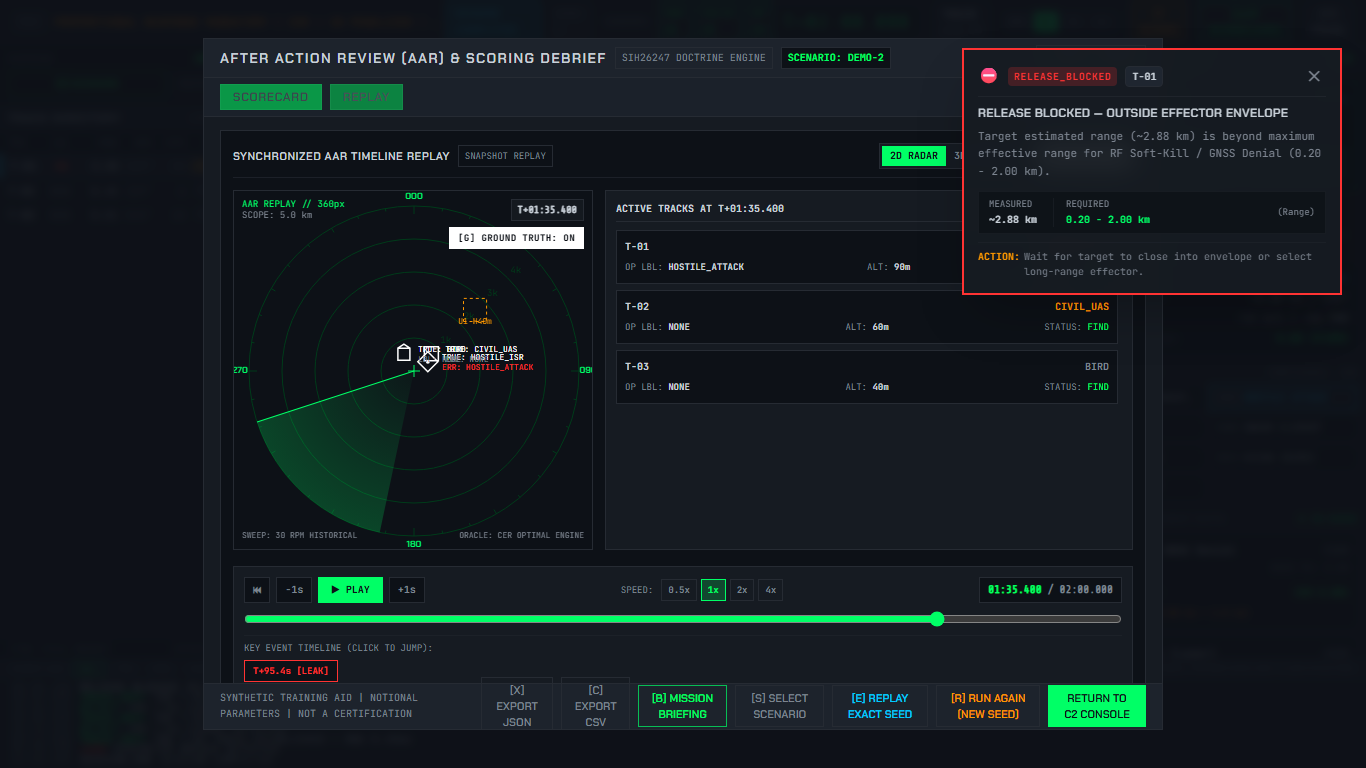 AFTER ACTION REVIEW (AAR) & SCORING DEBRIEF
SIH26247 DOCTRINE ENGINE
SCENARIO: DEMO-2
SCORECARD
REPLAY
RELEASE_BLOCKED
T-01
RELEASE BLOCKED — OUTSIDE EFFECTOR ENVELOPE
Target estimated range (~2.88 km) is beyond maximum
effective range for RF Soft-Kill / GNSS Denial (0.20
- 2.00 km).
MEASURED
~2.88 km
REQUIRED
0.20 - 2.00 km
(Range)
ACTION: Wait for target to close into envelope or select
long-range effector.
SYNCHRONIZED AAR TIMELINE REPLAY
SNAPSHOT REPLAY
2D RADAR
AAR REPLAY // 360px
SCOPE: 5.0 km
000
T+01:35.400
[G] GROUND TRUTH: ON
270
090
180
TRUE: HOSTILE_ISR
ERR: HOSTILE_ATTACK
SWEEP: 30 RPM HISTORICAL
ORACLE: CER OPTIMAL ENGINE
ACTIVE TRACKS AT T+01:35.400
T-01
OP LBL: HOSTILE_ATTACK
ALT: 90m
T-02
CIVIL_UAS
OP LBL: NONE
ALT: 60m
STATUS: FIND
T-03
BIRD
OP LBL: NONE
ALT: 40m
STATUS: FIND
⏮
-1s
▶ PLAY
+1s
SPEED:
0.5x
1x
2x
4x
01:35.400 / 02:00.000
KEY EVENT TIMELINE (CLICK TO JUMP):
T+95.4s [LEAK]
SYNTHETIC TRAINING AID | NOTIONAL
PARAMETERS | NOT A CERTIFICATION
[X]
EXPORT
JSON
[C]
EXPORT
CSV
[B] MISSION
BRIEFING
[S] SELECT
SCENARIO
[E] REPLAY
EXACT SEED
[R] RUN AGAIN
(NEW SEED)
RETURN TO
C2 CONSOLE